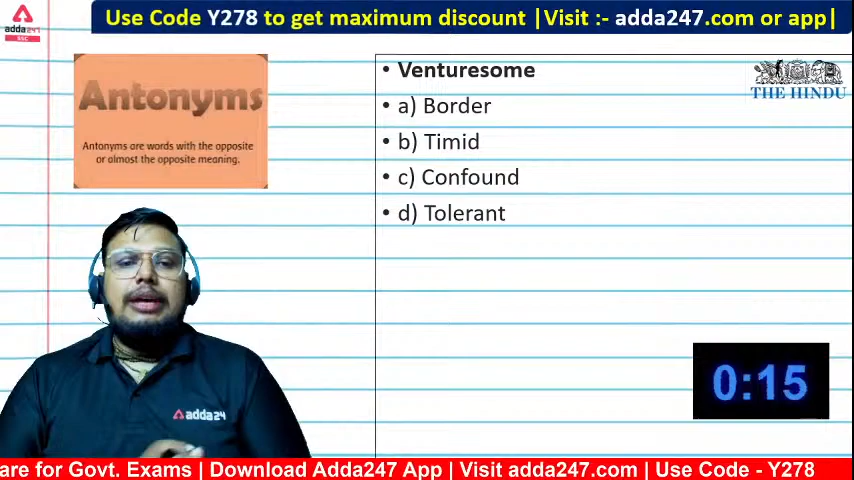 Use Code Y278 to get maximum discount |Visit :- adda247.com or app|
adda247
SSC
Antonyms
Antonyms are words with the opposite
or almost the opposite meaning.
• Venturesome
• a) Border
• b) Timid
• c) Confound
• d) Tolerant
THE HINDU
0:15
adda24
are for Govt. Exams | Download Adda247 App | Visit adda247.com | Use Code - Y278